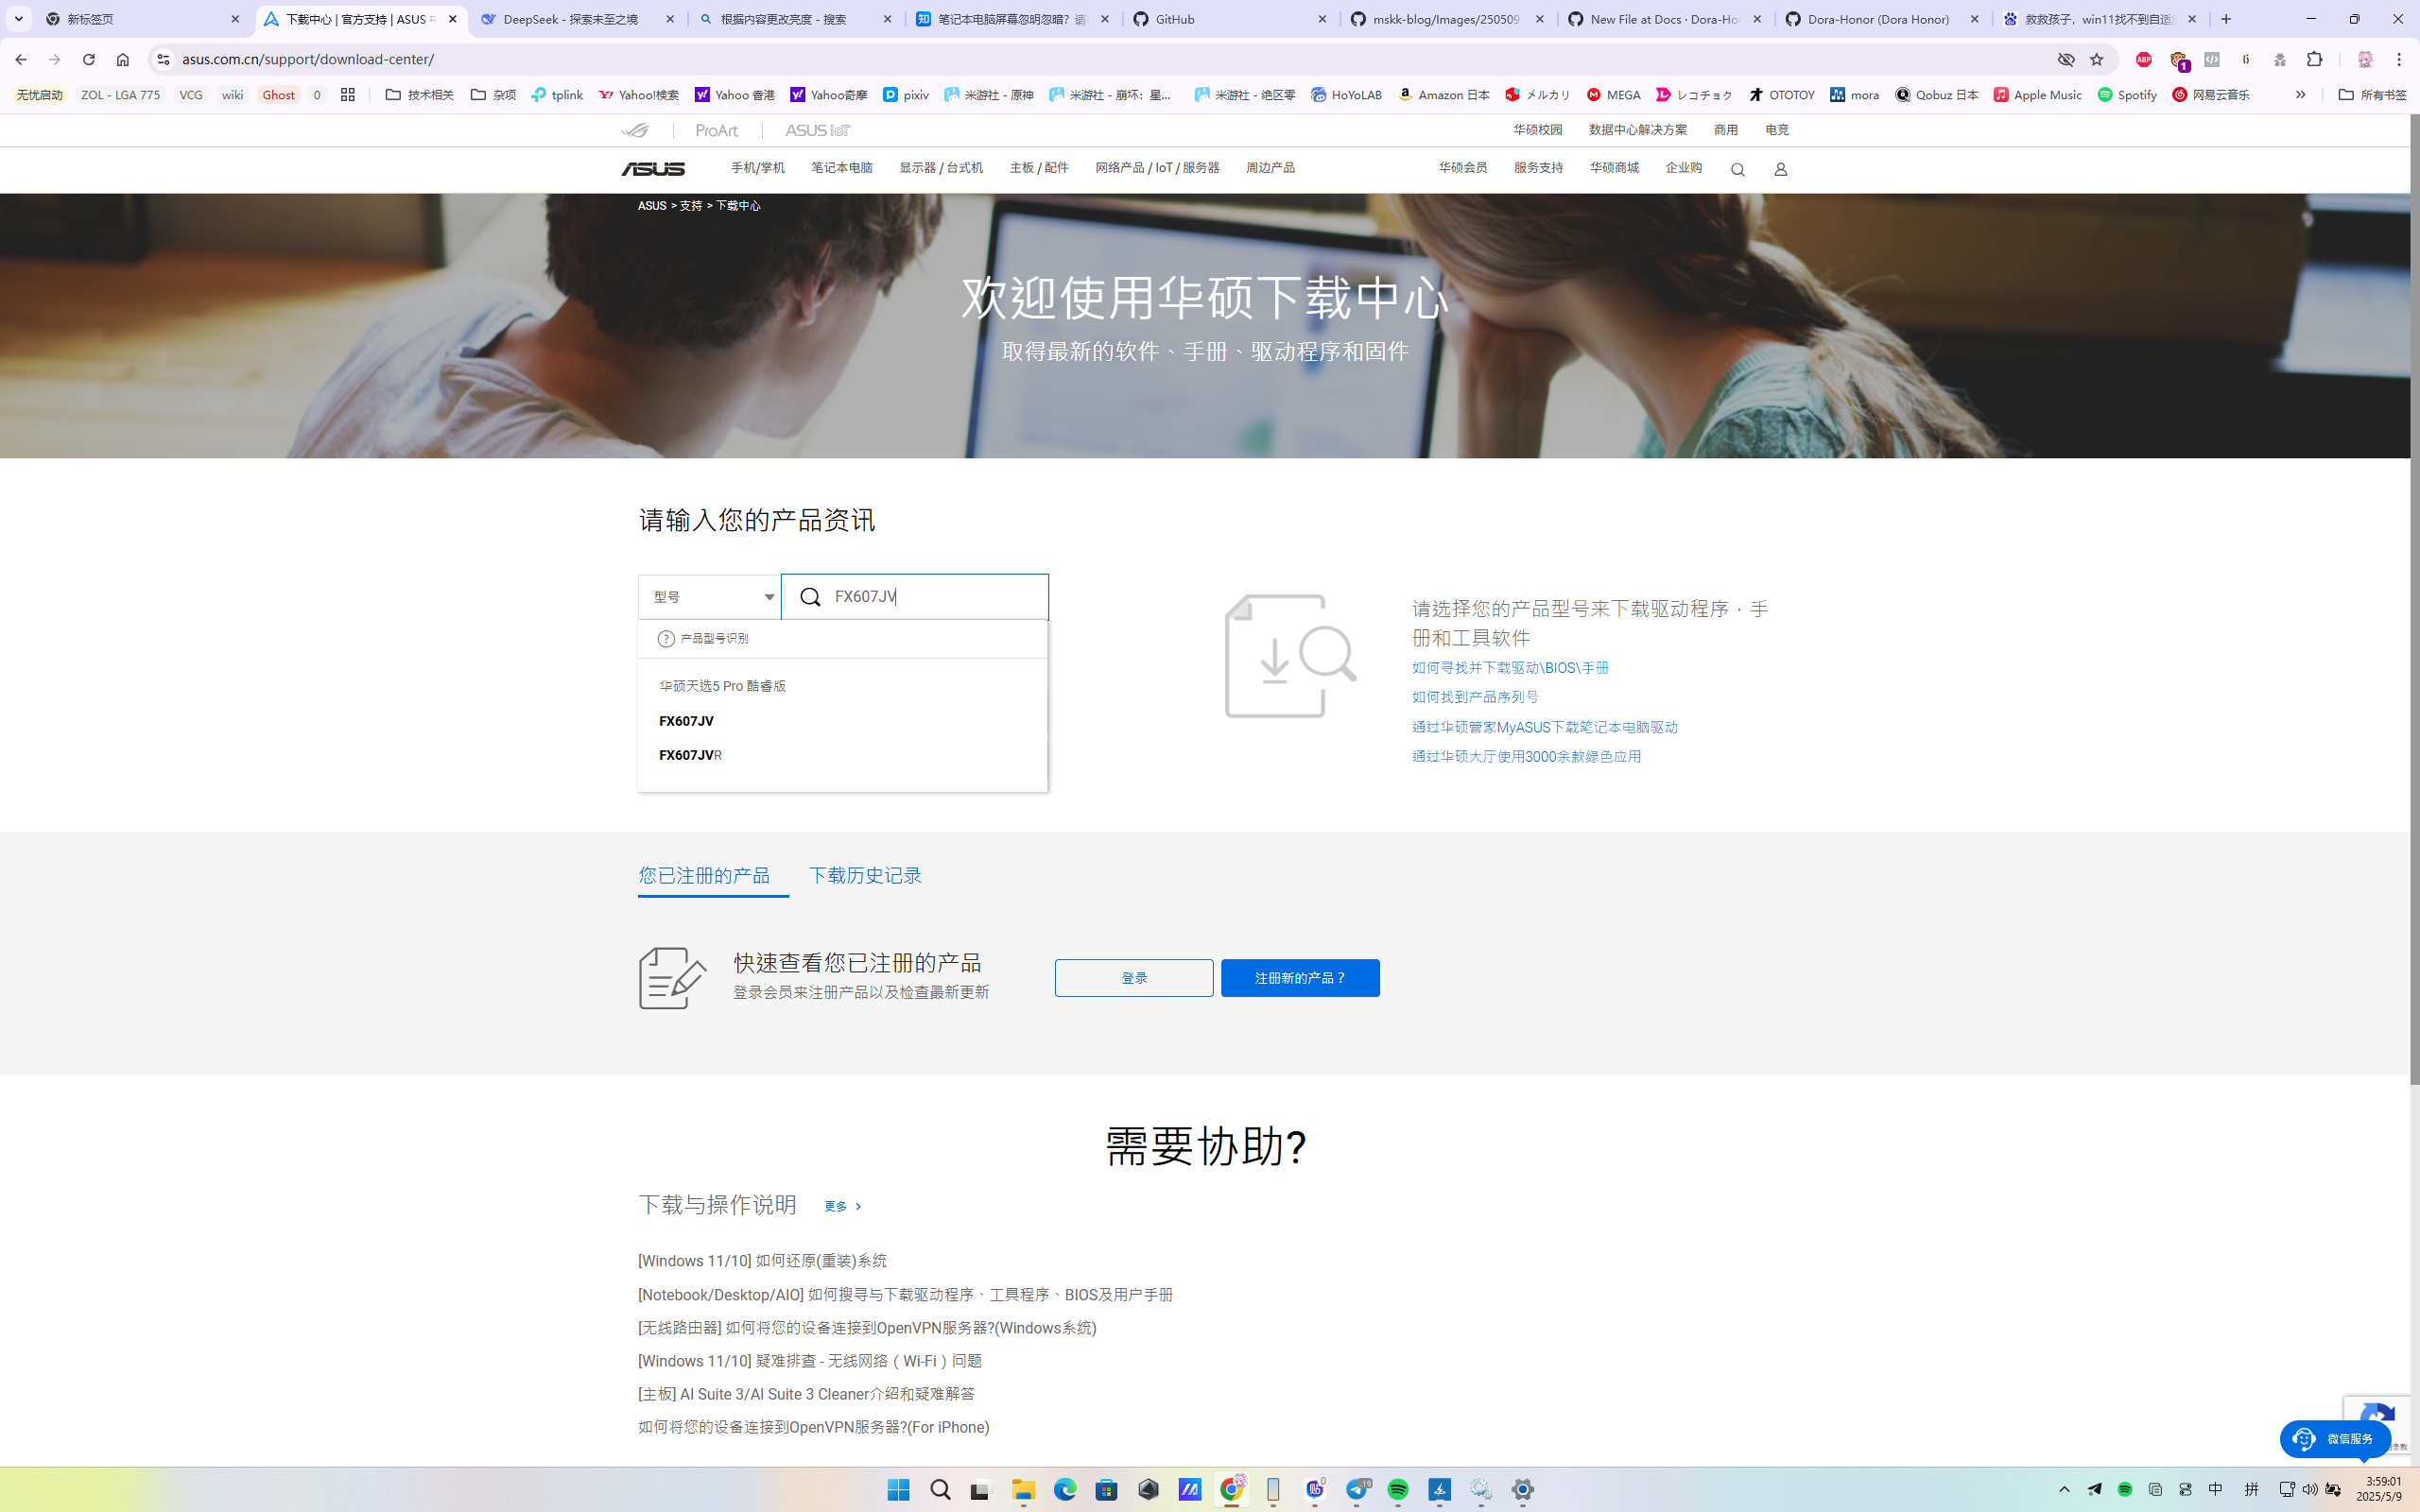 新标签页
下载中心 | 官方支持 | ASUS 中
DeepSeek - 探索未至之境
根据内容更改亮度 - 搜索
笔记本电脑屏幕忽明忽暗？请
GitHub
mskk-blog/Images/250509
New File at Docs · Dora-Ho
Dora-Honor (Dora Honor)
救救孩子，win11找不到自适
asus.com.cn/support/download-center/
ABP
1
无忧启动 ZOL - LGA 775 VCG wiki Ghost 0 技术相关 杂项 tplink Yahoo!検索 Yahoo 香港 Yahoo奇摩 pixiv 米游社 - 原神 米游社 - 崩坏：星... 米游社 - 绝区零 HoYoLAB Amazon 日本 メルカリ MEGA レコチョク OTOTOY mora Qobuz 日本 Apple Music Spotify 网易云音乐 所有书签
ProArt ASUS IoT 华硕校园 数据中心解决方案 商用 电竞
ASUS 手机/掌机 笔记本电脑 显示器 / 台式机 主板 / 配件 网络产品 / IoT / 服务器 周边产品 华硕会员 服务支持 华硕商城 企业购
ASUS > 支持 > 下载中心
欢迎使用华硕下载中心
取得最新的软件、手册、驱动程序和固件
请输入您的产品资讯
型号 FX607JV
产品型号识别
华硕天选5 Pro 酷睿版
FX607JV
FX607JVR
请选择您的产品型号来下载驱动程序，手
册和工具软件
如何寻找并下载驱动\BIOS\手册
如何找到产品序列号
通过华硕管家MyASUS下载笔记本电脑驱动
通过华硕大厅使用3000余款绿色应用
您已注册的产品 下载历史记录
快速查看您已注册的产品
登录会员来注册产品以及检查最新更新
登录 注册新的产品？
需要协助?
下载与操作说明 更多
[Windows 11/10] 如何还原(重装)系统
[Notebook/Desktop/AIO] 如何搜寻与下载驱动程序、工具程序、BIOS及用户手册
[无线路由器] 如何将您的设备连接到OpenVPN服务器?(Windows系统)
[Windows 11/10] 疑难排查 - 无线网络（Wi-Fi）问题
[主板] AI Suite 3/AI Suite 3 Cleaner介绍和疑难解答
如何将您的设备连接到OpenVPN服务器?(For iPhone)
微信服务
条款
19
中 拼
3:59:01
2025/5/9